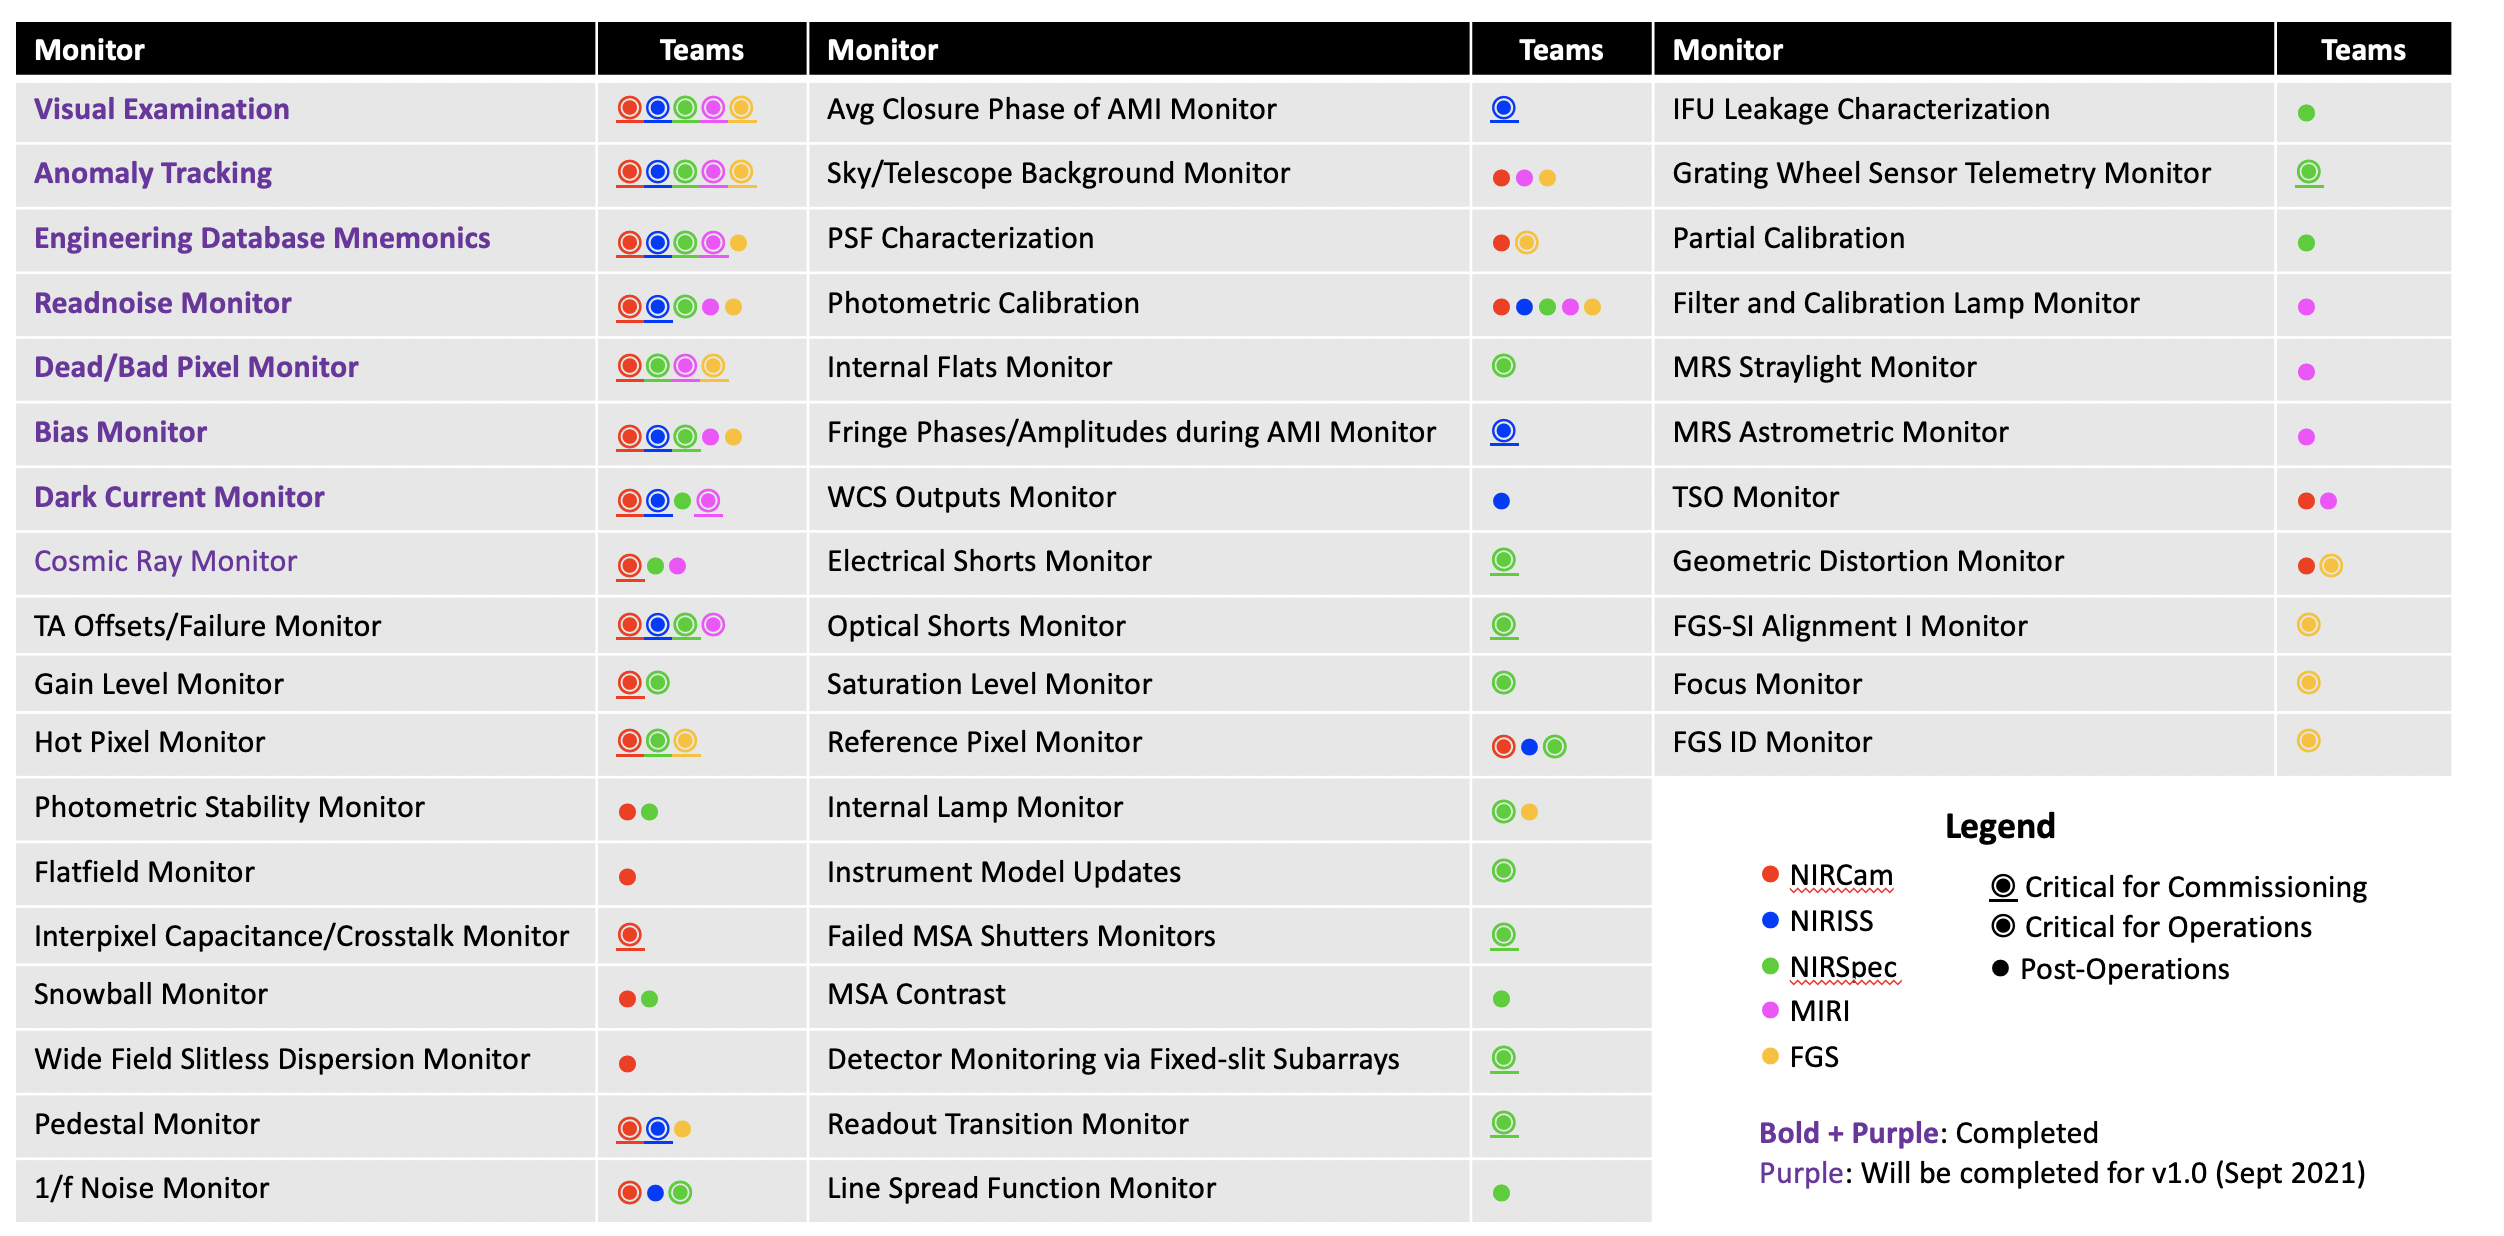 Monitor Teams Monitor Teams Monitor Teams
Visual Examination Avg Closure Phase of AMI Monitor IFU Leakage Characterization
Anomaly Tracking Sky/Telescope Background Monitor Grating Wheel Sensor Telemetry Monitor
Engineering Database Mnemonics PSF Characterization Partial Calibration
Readnoise Monitor Photometric Calibration Filter and Calibration Lamp Monitor
Dead/Bad Pixel Monitor Internal Flats Monitor MRS Straylight Monitor
Bias Monitor Fringe Phases/Amplitudes during AMI Monitor MRS Astrometric Monitor
Dark Current Monitor WCS Outputs Monitor TSO Monitor
Cosmic Ray Monitor Electrical Shorts Monitor Geometric Distortion Monitor
TA Offsets/Failure Monitor Optical Shorts Monitor FGS-SI Alignment I Monitor
Gain Level Monitor Saturation Level Monitor Focus Monitor
Hot Pixel Monitor Reference Pixel Monitor FGS ID Monitor
Photometric Stability Monitor Internal Lamp Monitor
Flatfield Monitor Instrument Model Updates
Interpixel Capacitance/Crosstalk Monitor Failed MSA Shutters Monitors
Snowball Monitor MSA Contrast
Wide Field Slitless Dispersion Monitor Detector Monitoring via Fixed-slit Subarrays
Pedestal Monitor Readout Transition Monitor
1/f Noise Monitor Line Spread Function Monitor
Legend
NIRCam
NIRISS
NIRSpec
MIRI
FGS
Critical for Commissioning
Critical for Operations
Post-Operations
Bold + Purple: Completed
Purple: Will be completed for v1.0 (Sept 2021)